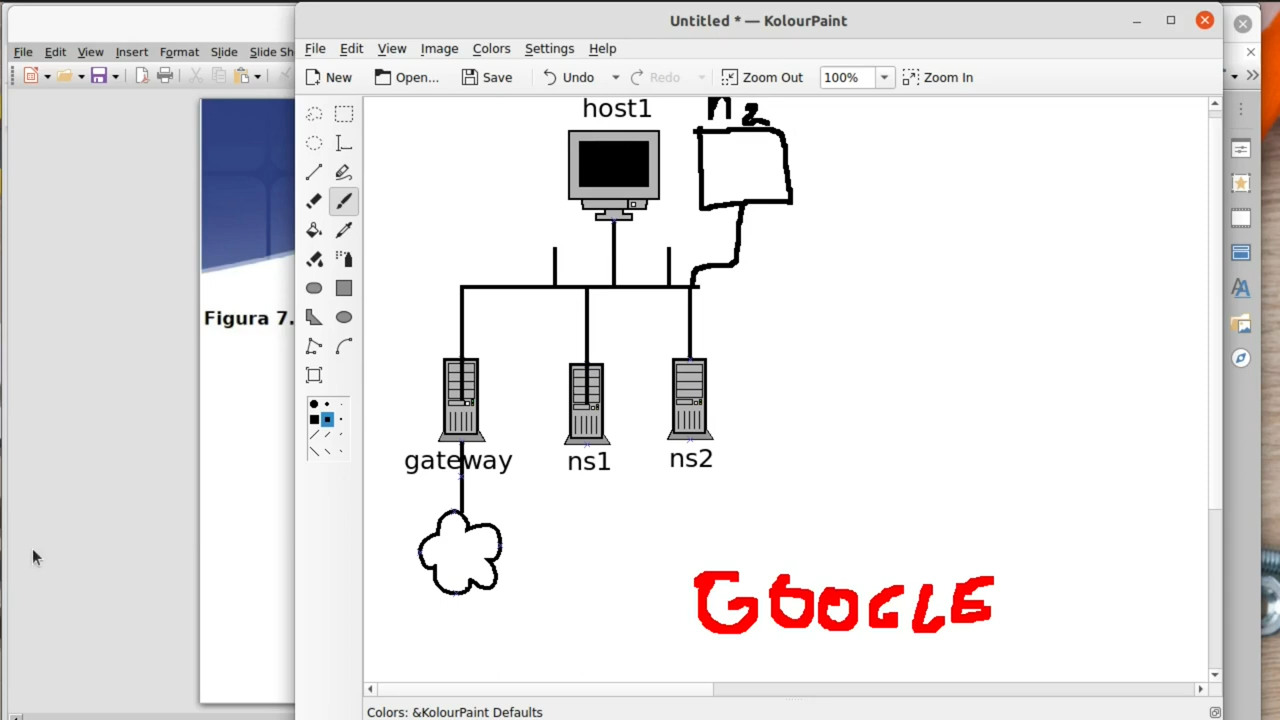 Untitled * — KolourPaint
File Edit View Insert Format Slide Slide Sh
File Edit View Image Colors Settings Help
New Open... Save Undo Redo Zoom Out 100% Zoom In
host1
h2
Figura 7.
gateway
ns1
ns2
GOOGLE
Colors: &KolourPaint Defaults